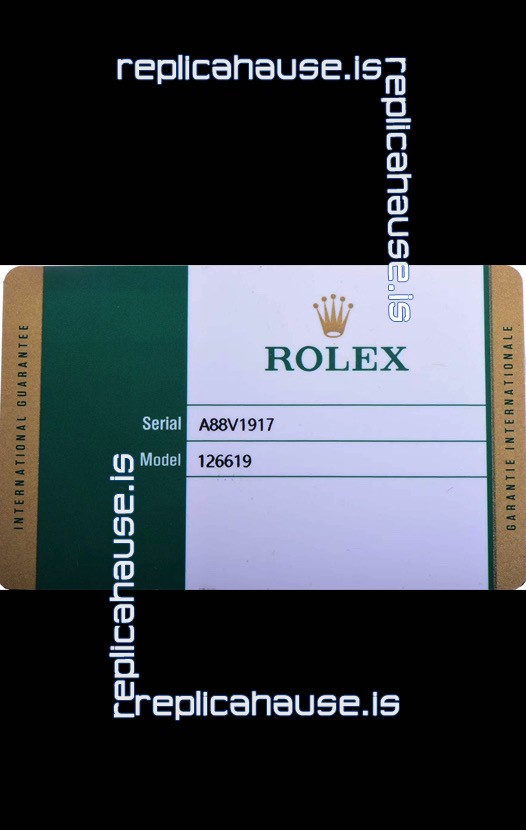 replicahause.is
replicahause.is
INTERNATIONAL GUARANTEE
ROLEX
GARANTIE INTERNATIONALE
Serial A88V1917
Model 126619
replicahause.is
replicahause.is